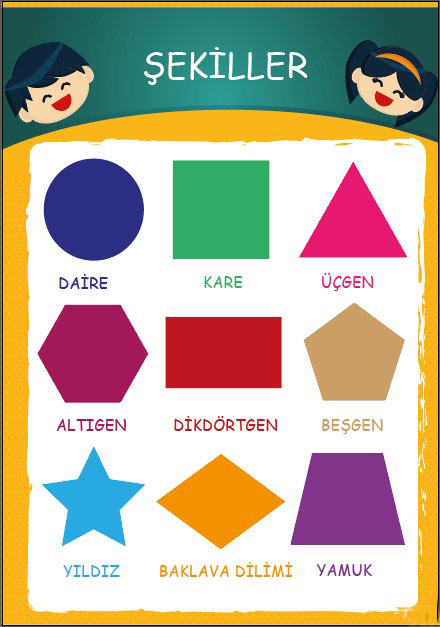 ŞEKİLLER
DAİRE
KARE
ÜÇGEN
ALTIGEN
DİKDÖRTGEN
BEŞGEN
YILDIZ
BAKLAVA DİLİMİ
YAMUK